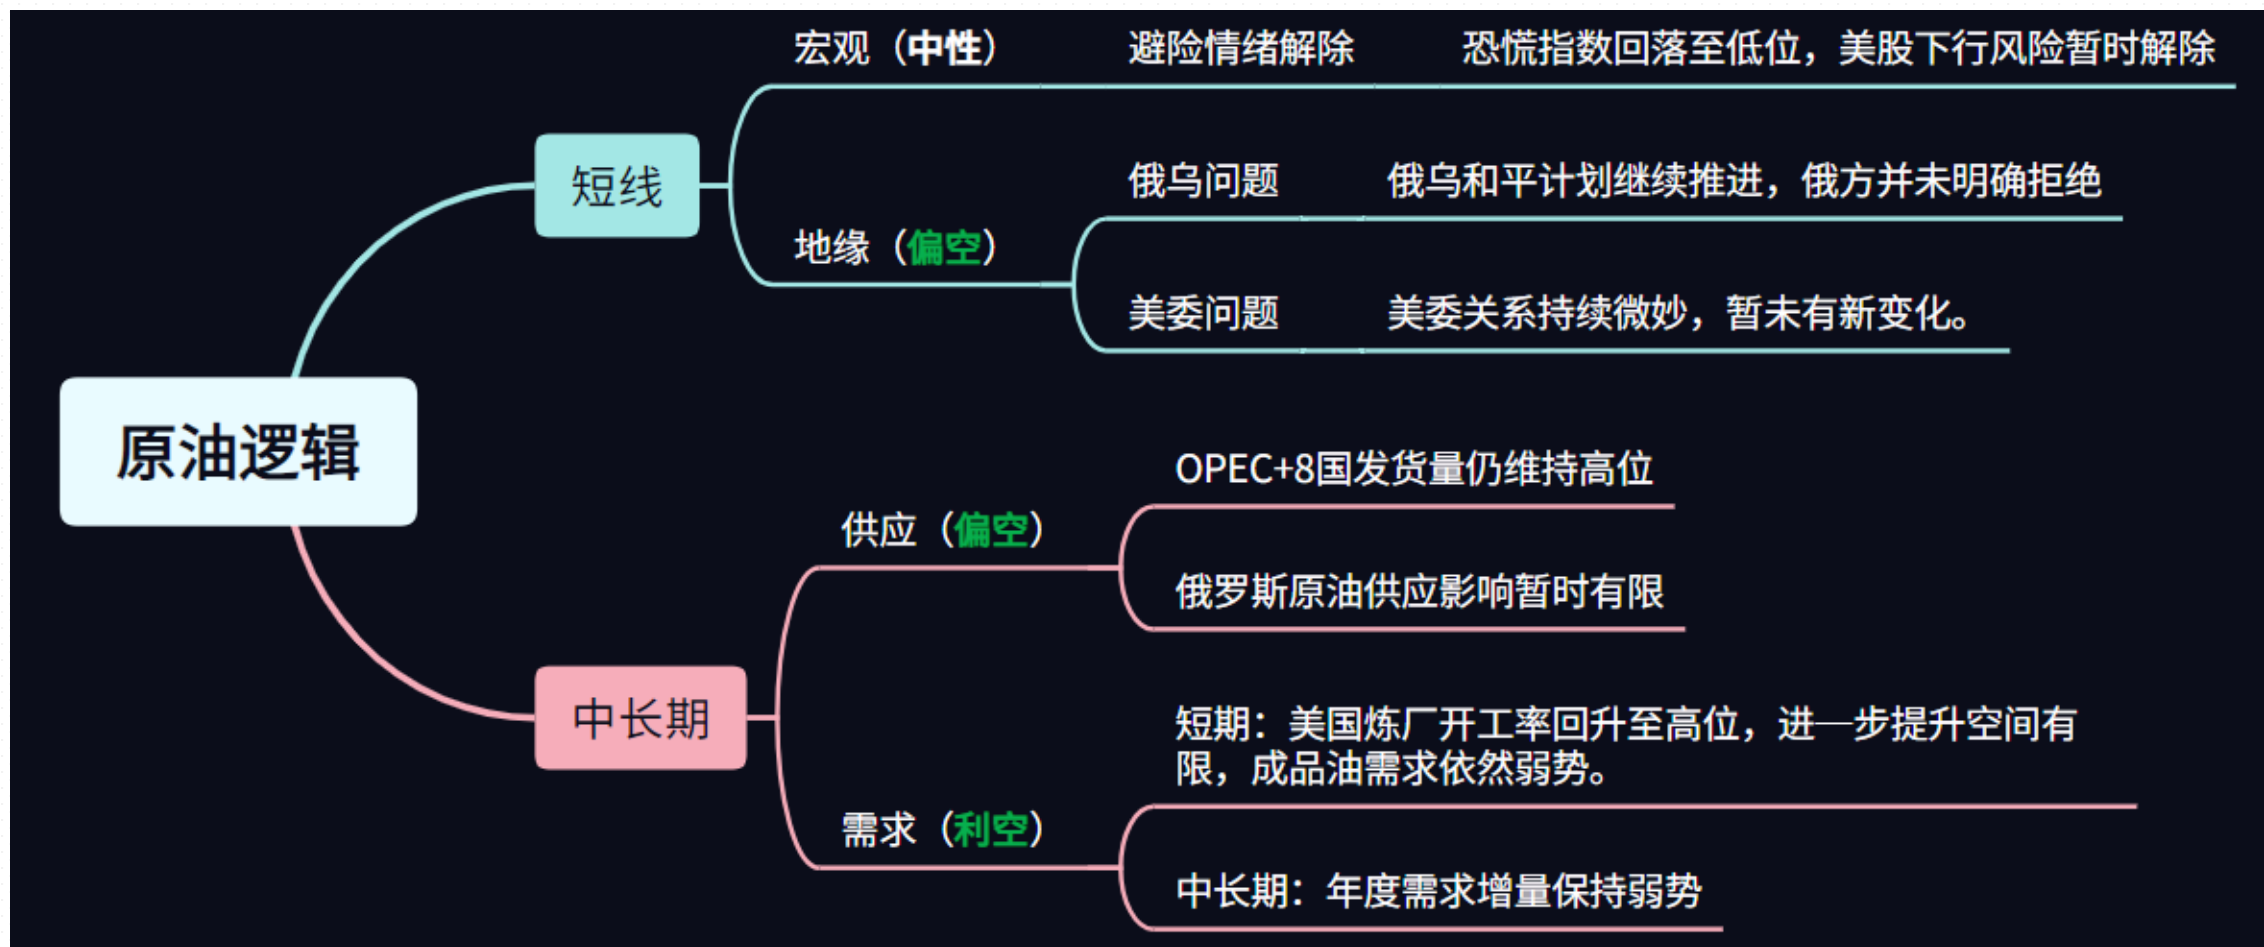 原油逻辑
短线
宏观（中性）
避险情绪解除
恐慌指数回落至低位，美股下行风险暂时解除
地缘（偏空）
俄乌问题
俄乌和平计划继续推进，俄方并未明确拒绝
美委问题
美委关系持续微妙，暂未有新变化。
中长期
供应（偏空）
OPEC+8国发货量仍维持高位
俄罗斯原油供应影响暂时有限
需求（利空）
短期：美国炼厂开工率回升至高位，进一步提升空间有
限，成品油需求依然弱势。
中长期：年度需求增量保持弱势